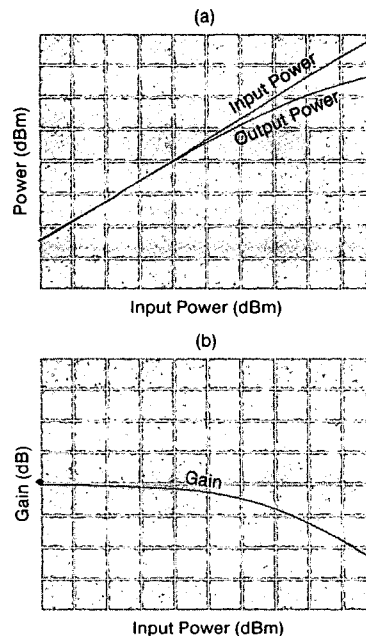 (a)
Power (dBm)
Input Power
Output Power
Input Power (dBm)
(b)
Gain (dB)
Gain
Input Power (dBm)